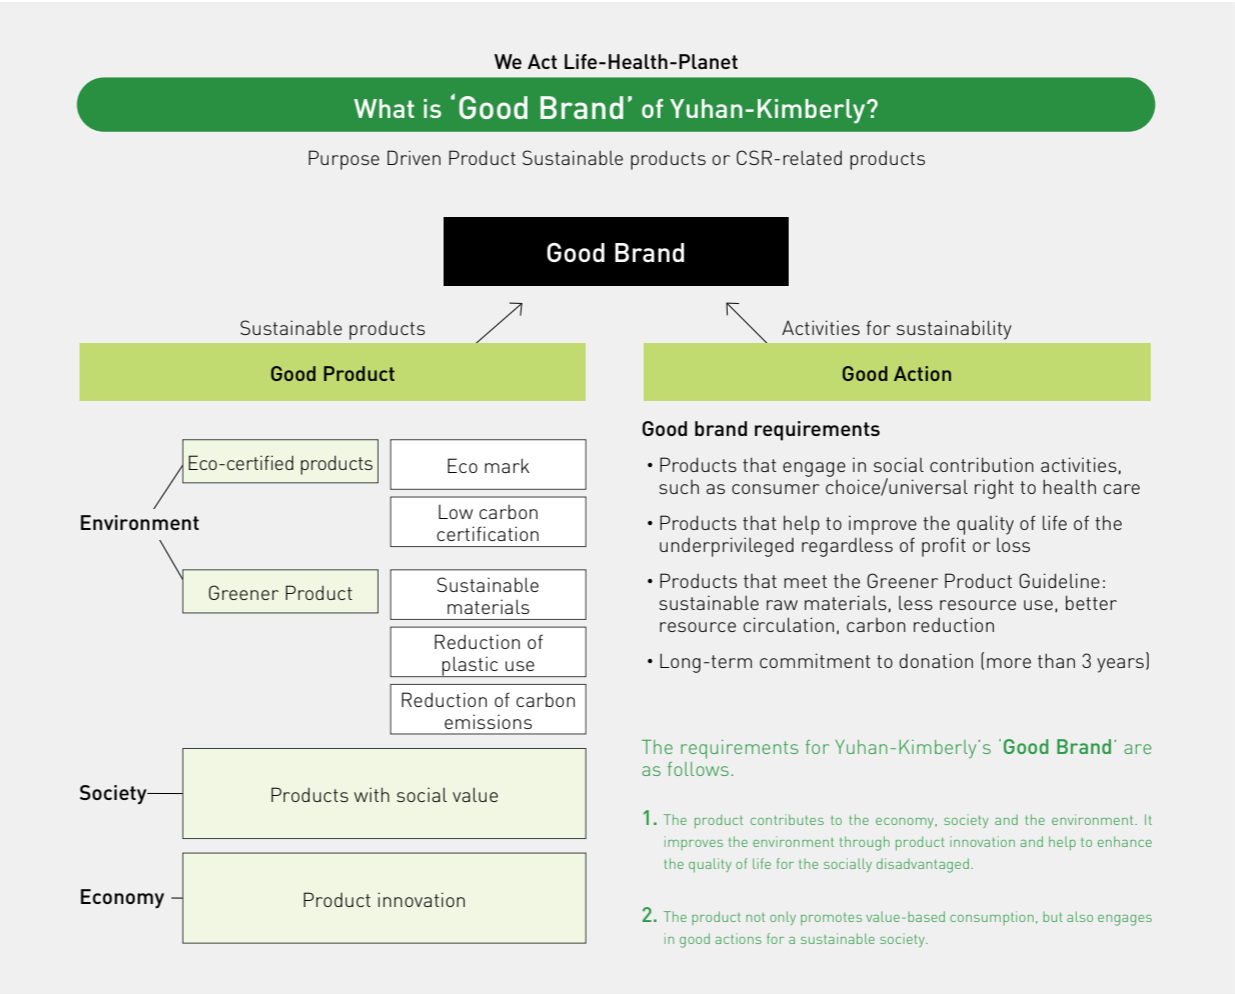 We Act Life-Health-Planet
What is ‘Good Brand’ of Yuhan-Kimberly?
Purpose Driven Product Sustainable products or CSR-related products
Good Brand
Sustainable products
Activities for sustainability
Good Product
Environment
Eco-certified products
Eco mark
Low carbon
certification
Greener Product
Sustainable
materials
Reduction of
plastic use
Reduction of carbon
emissions
Society
Products with social value
Economy
Product innovation
Good Action
Good brand requirements
• Products that engage in social contribution activities,
such as consumer choice/universal right to health care
• Products that help to improve the quality of life of the
underprivileged regardless of profit or loss
• Products that meet the Greener Product Guideline:
sustainable raw materials, less resource use, better
resource circulation, carbon reduction
• Long-term commitment to donation (more than 3 years)
The requirements for Yuhan-Kimberly’s ‘Good Brand’ are
as follows.
1. The product contributes to the economy, society and the environment. It
improves the environment through product innovation and help to enhance
the quality of life for the socially disadvantaged.
2. The product not only promotes value-based consumption, but also engages
in good actions for a sustainable society.